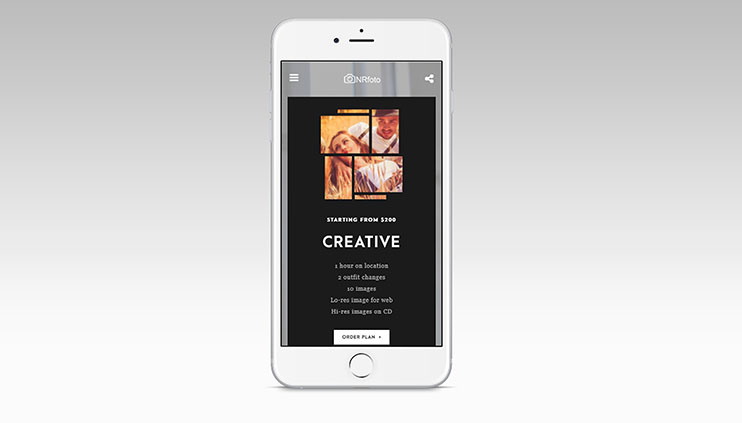 NRfoto
STARTING FROM $200
CREATIVE
1 hour on location
2 outfit changes
10 images
Lo-res image for web
Hi-res images on CD
ORDER PLAN